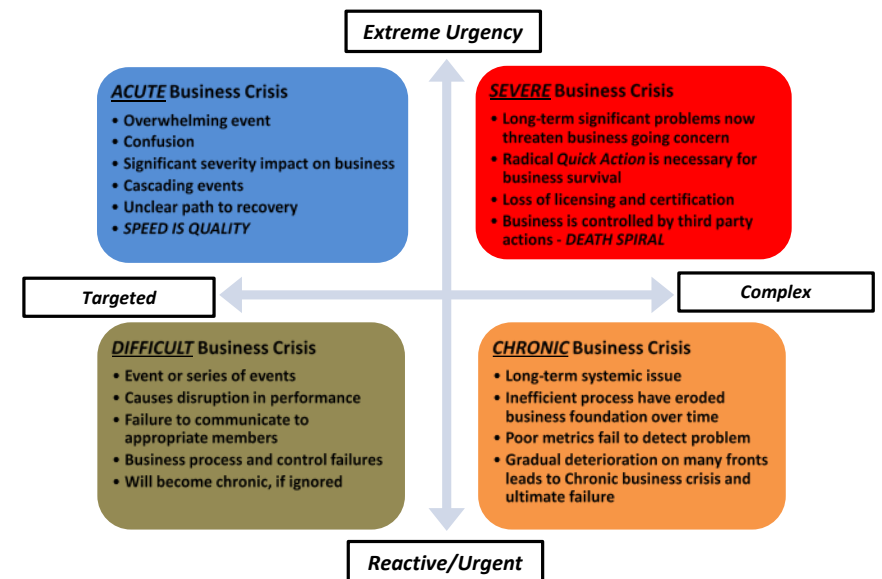 Extreme Urgency
ACUTE Business Crisis
• Overwhelming event
• Confusion
• Significant severity impact on business
• Cascading events
• Unclear path to recovery
• SPEED IS QUALITY
SEVERE Business Crisis
• Long-term significant problems now
threaten business going concern
• Radical Quick Action is necessary for
business survival
• Loss of licensing and certification
• Business is controlled by third party
actions - DEATH SPIRAL
Targeted
Complex
DIFFICULT Business Crisis
• Event or series of events
• Causes disruption in performance
• Failure to communicate to
appropriate members
• Business process and control failures
• Will become chronic, if ignored
CHRONIC Business Crisis
• Long-term systemic issue
• Inefficient process have eroded
business foundation over time
• Poor metrics fail to detect problem
• Gradual deterioration on many fronts
leads to Chronic business crisis and
ultimate failure
Reactive/Urgent